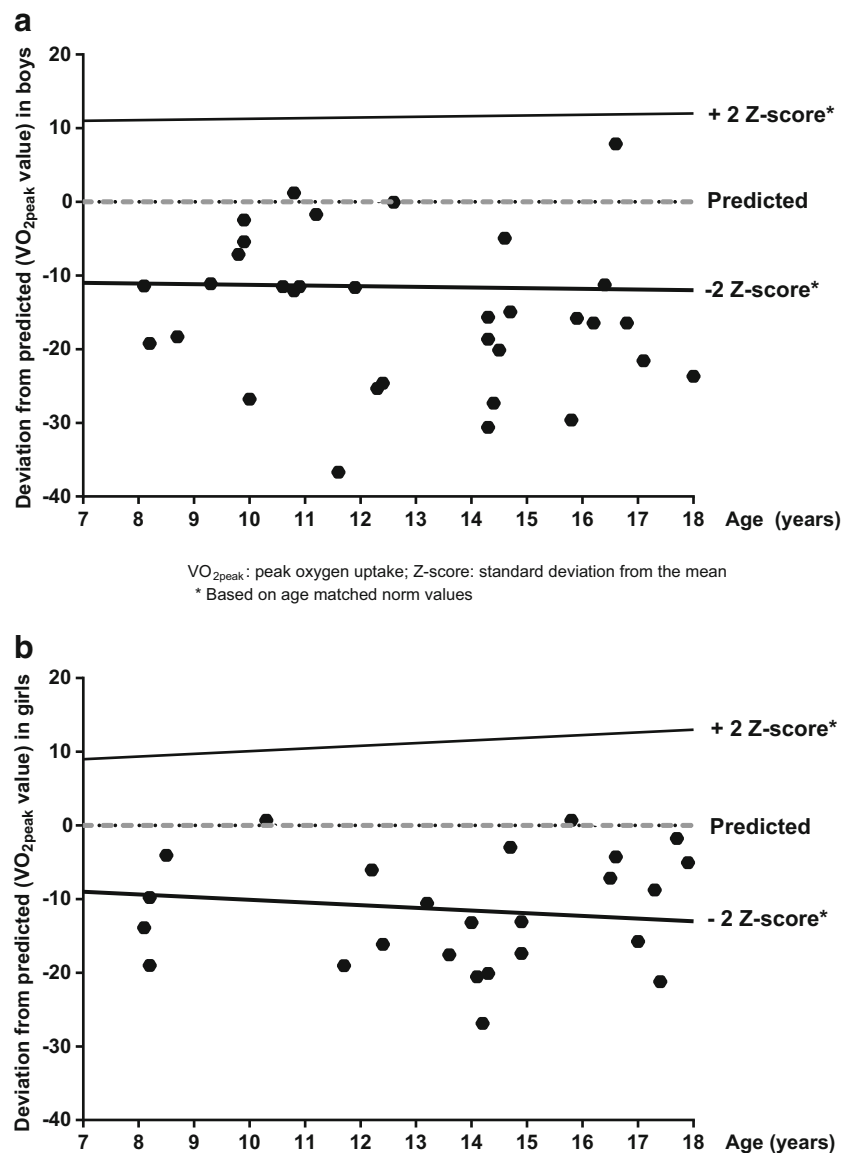 a
Deviation from predicted (VO2peak value) in boys
20
10
0
-10
-20
-30
-40
+ 2 Z-score*
Predicted
-2 Z-score*
7 8 9 10 11 12 13 14 15 16 17 18 Age (years)
VO2peak: peak oxygen uptake; Z-score: standard deviation from the mean
* Based on age matched norm values
b
Deviation from predicted (VO2peak value) in girls
20
10
0
-10
-20
-30
-40
+ 2 Z-score*
Predicted
- 2 Z-score*
7 8 9 10 11 12 13 14 15 16 17 18 Age (years)